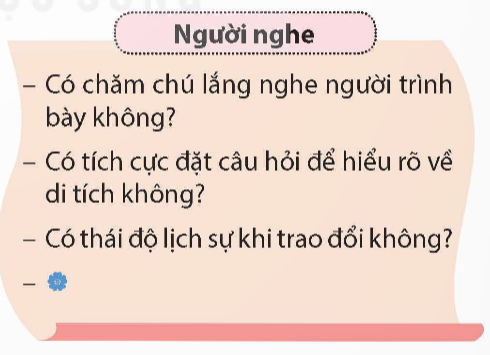 Người nghe
– Có chăm chú lắng nghe người trình
bày không?
– Có tích cực đặt câu hỏi để hiểu rõ về
di tích không?
– Có thái độ lịch sự khi trao đổi không?
–